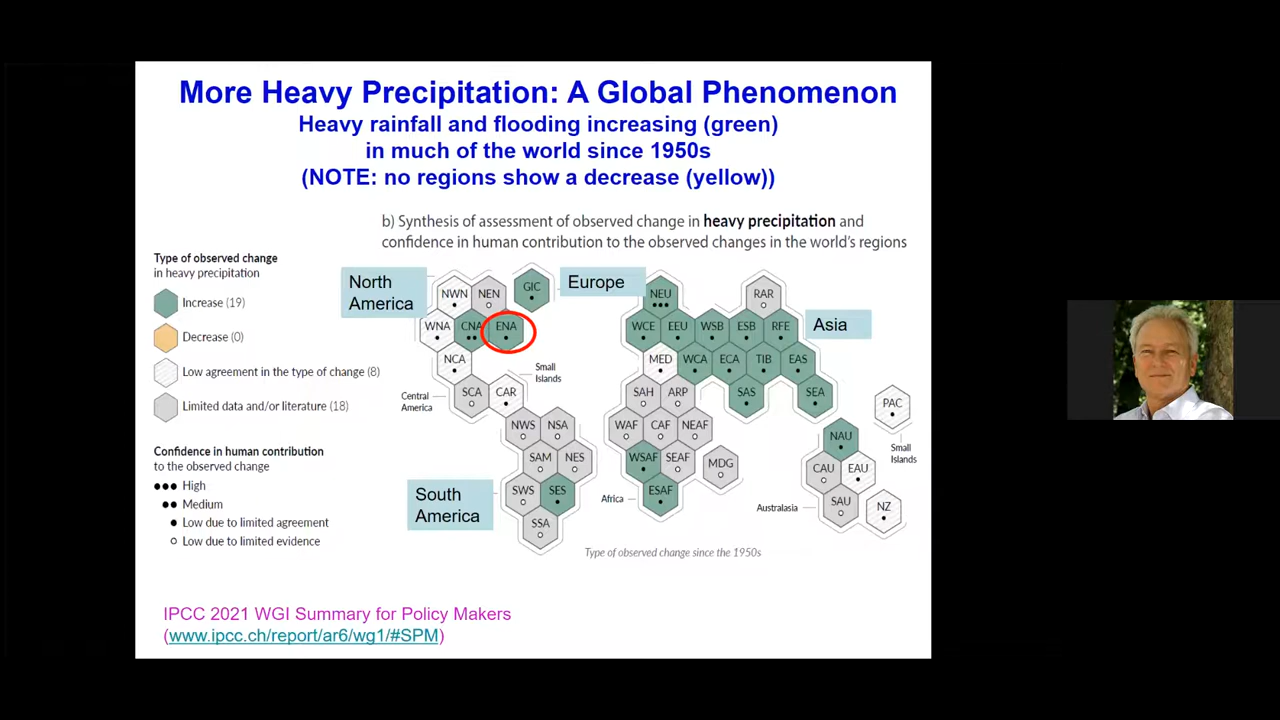 More Heavy Precipitation: A Global Phenomenon
Heavy rainfall and flooding increasing (green)
in much of the world since 1950s
(NOTE: no regions show a decrease (yellow))
b) Synthesis of assessment of observed change in heavy precipitation and
confidence in human contribution to the observed changes in the world's regions
Type of observed change
in heavy precipitation
Increase (19)
Decrease (0)
Low agreement in the type of change (8)
Limited data and/or literature (18)
Confidence in human contribution
to the observed change
High
Medium
Low due to limited agreement
Low due to limited evidence
North
America
GIC
NWN NEN
WNA CNA ENA
NCA
Small
Islands
Central
America
SCA CAR
NWS NSA
SAM NES
South
America
SWS SES
SSA
Europe
NEU RAR
WCE EEU WSB ESB RFE
Asia
MED WCA ECA TIB EAS
SAH ARP SAS SEA
WAF CAF NEAF
WSAF SEAF MDG
Africa
ESAF
PAC
Small
Islands
NAU
CAU EAU
Australasia
SAU NZ
Type of observed change since the 1950s
IPCC 2021 WGI Summary for Policy Makers
(www.ipcc.ch/report/ar6/wg1/#SPM)